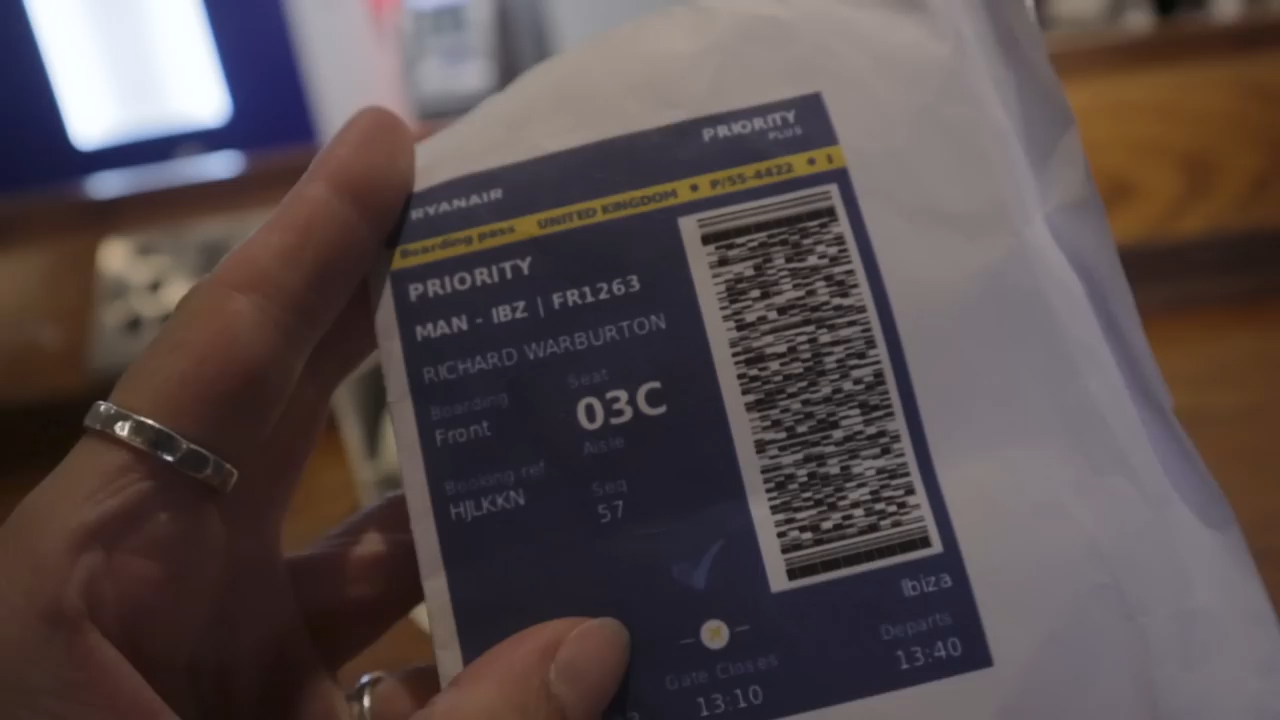 PRIORITY
PLUS
RYANAIR
Boarding pass UNITED KINGDOM • P/55-4422 •
PRIORITY
MAN - IBZ | FR1263
RICHARD WARBURTON
Boarding
Seat
Front
03C
Aisle
Booking ref
Seq
HJLKKN
57
Ibiza
Gate Closes
Departs
13:10
13:40